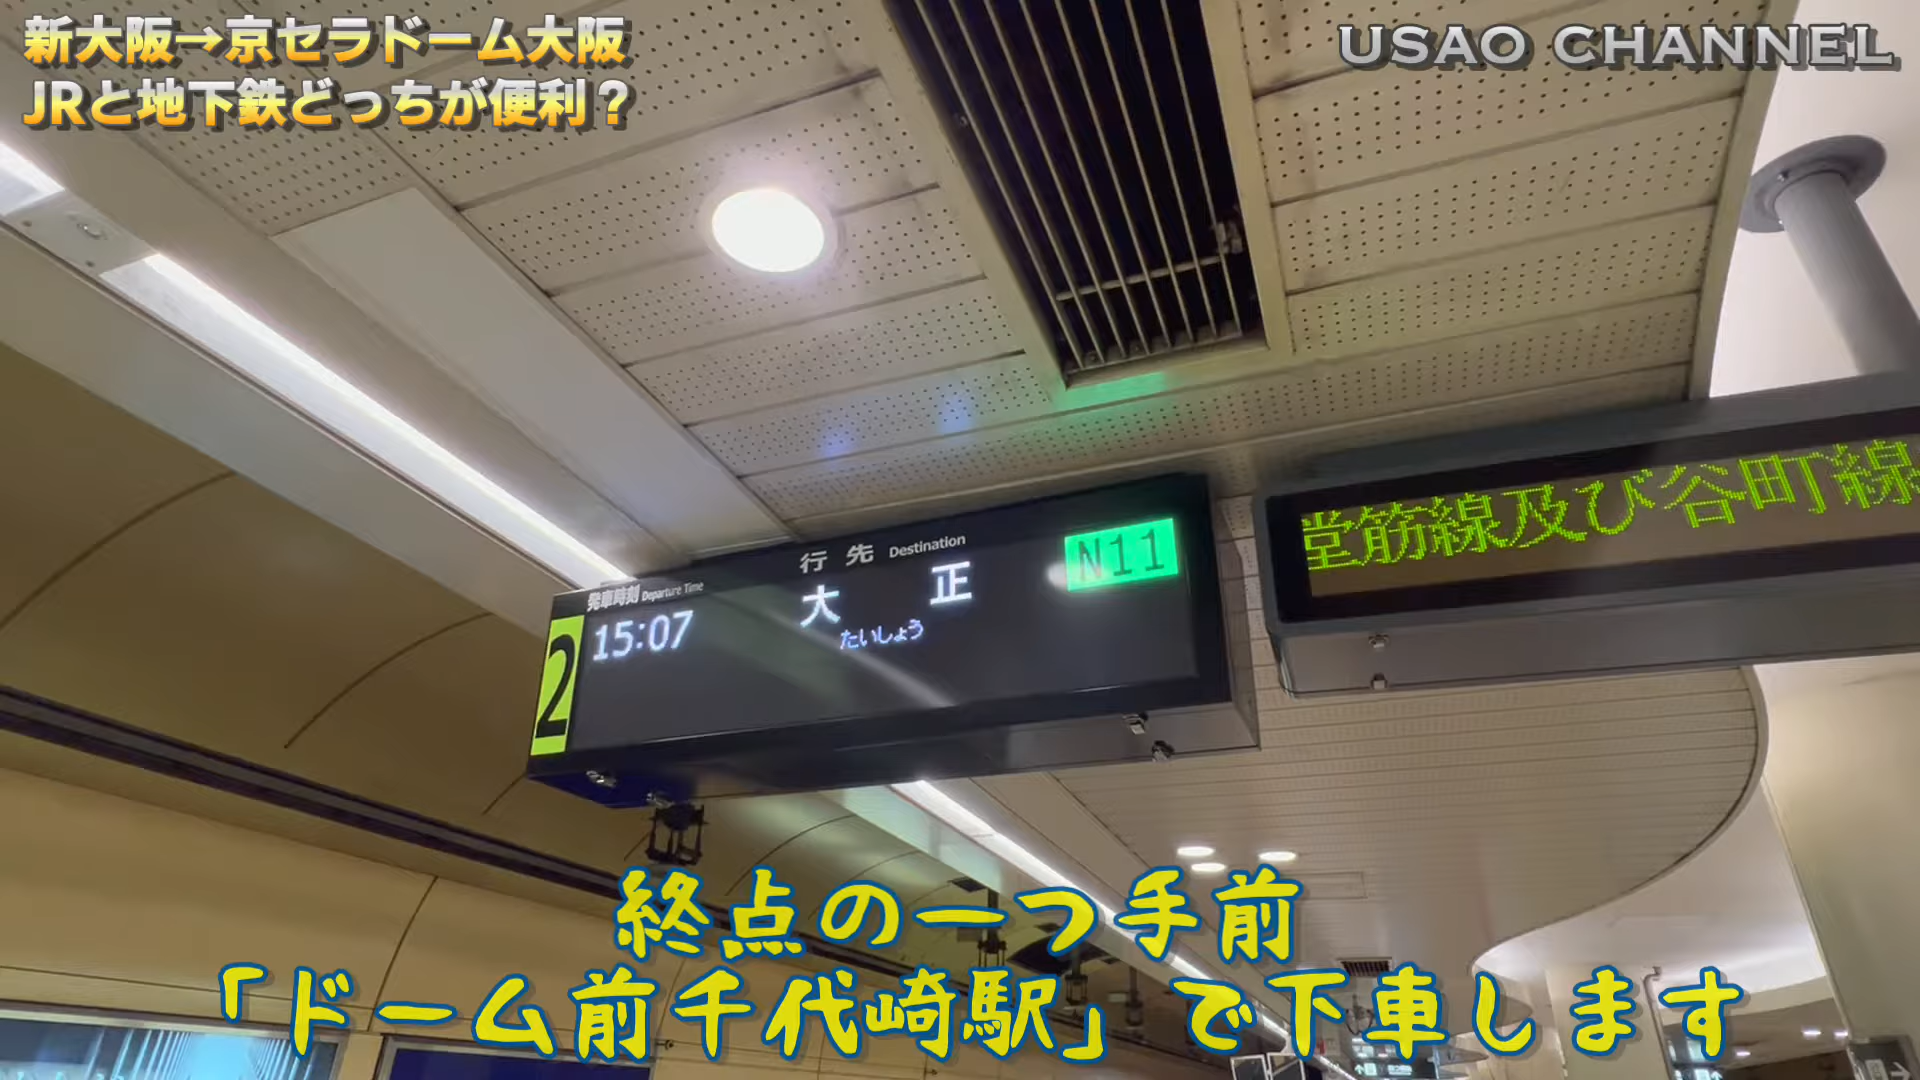 新大阪→京セラドーム大阪
JRと地下鉄どっちが便利？
USAO CHANNEL
堂筋線及び谷町線
行先 Destination
発車時刻 Departure Time
大正
N11
15:07
たいしょう
2
終点の一つ手前
「ドーム前千代崎駅」で下車します